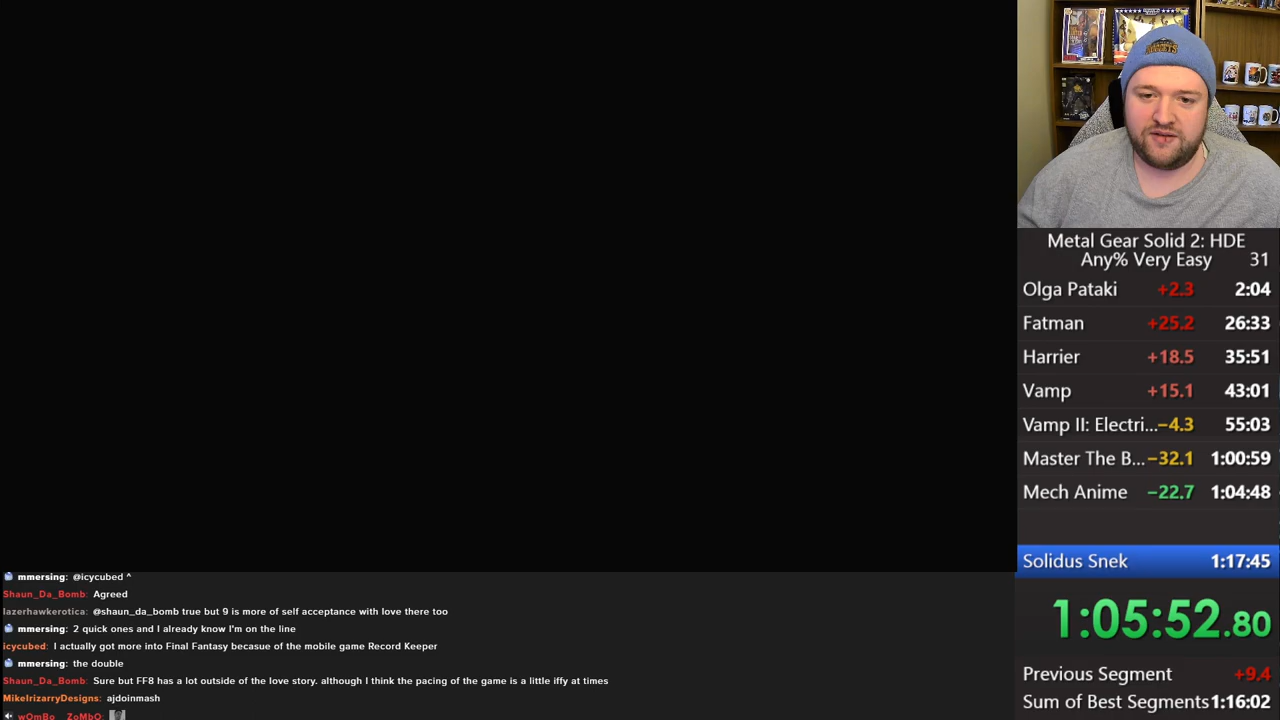 Metal Gear Solid 2: HDE
Any% Very Easy 31
Olga Pataki +2.3 2:04
Fatman +25.2 26:33
Harrier +18.5 35:51
Vamp +15.1 43:01
Vamp II: Electri... −4.3 55:03
Master The B... −32.1 1:00:59
Mech Anime −22.7 1:04:48
Solidus Snek 1:17:45
1:05:52.80
Previous Segment +9.4
Sum of Best Segments 1:16:02
mmersing: @icycubed ^
Shaun_Da_Bomb: Agreed
lazerhawkerotica: @shaun_da_bomb true but 9 is more of self acceptance with love there too
mmersing: 2 quick ones and I already know I'm on the line
icycubed: I actually got more into Final Fantasy becasue of the mobile game Record Keeper
mmersing: the double
Shaun_Da_Bomb: Sure but FF8 has a lot outside of the love story. although I think the pacing of the game is a little iffy at times
MikeIrizarryDesigns: ajdoinmash
wOmBo__ZoMbO: